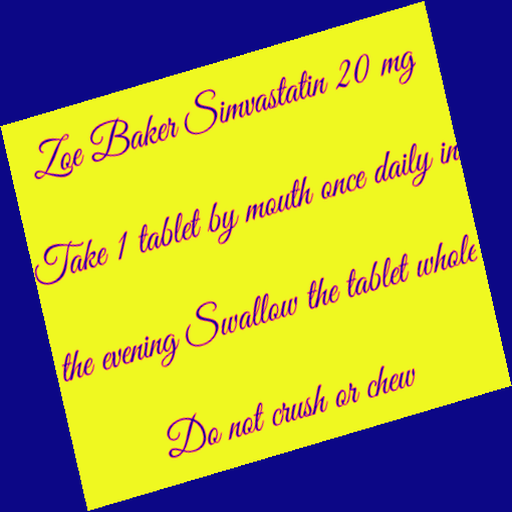 Zoe Baker Simvastatin 20 mg
Take 1 tablet by mouth once daily in
the evening Swallow the tablet whole
Do not crush or chew